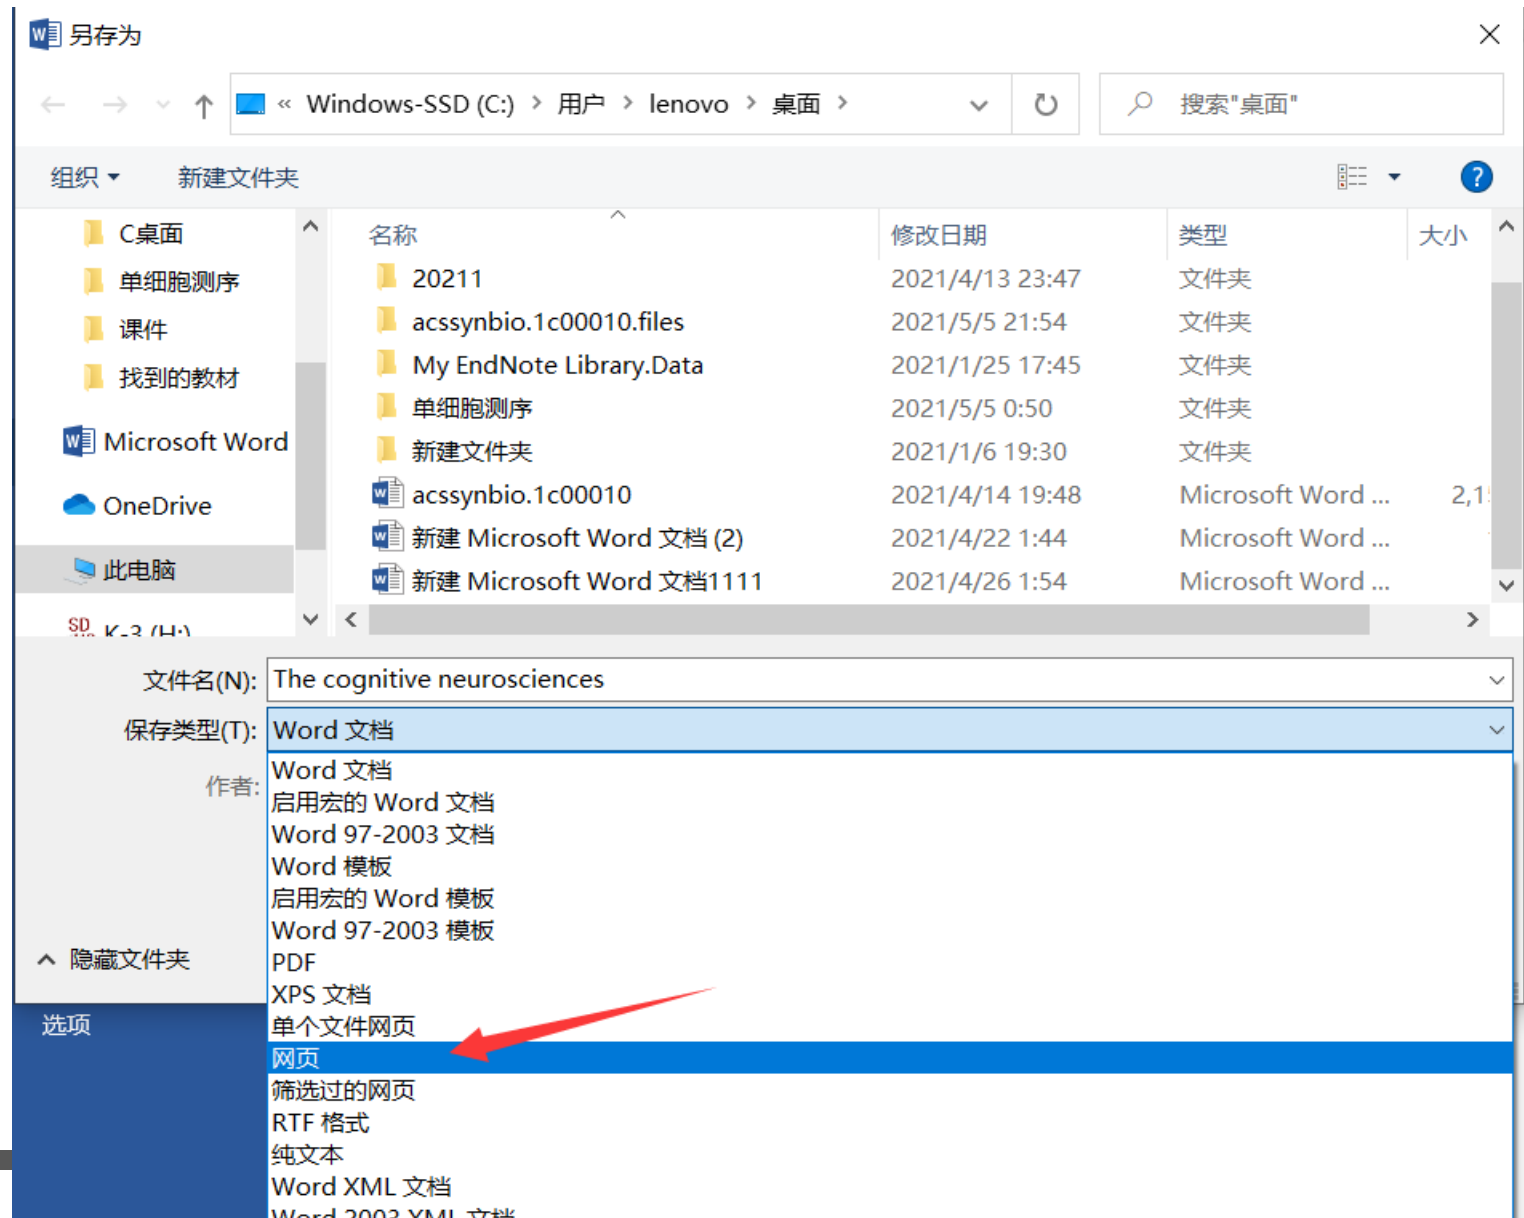 另存为
« Windows-SSD (C:) › 用户 › lenovo › 桌面 ›
搜索"桌面"
组织 新建文件夹
C桌面
单细胞测序
课件
找到的教材
Microsoft Word
OneDrive
此电脑
K-3 (H:)
名称 修改日期 类型 大小
20211 2021/4/13 23:47 文件夹
acssynbio.1c00010.files 2021/5/5 21:54 文件夹
My EndNote Library.Data 2021/1/25 17:45 文件夹
单细胞测序 2021/5/5 0:50 文件夹
新建文件夹 2021/1/6 19:30 文件夹
acssynbio.1c00010 2021/4/14 19:48 Microsoft Word ... 2,1
新建 Microsoft Word 文档 (2) 2021/4/22 1:44 Microsoft Word ...
新建 Microsoft Word 文档1111 2021/4/26 1:54 Microsoft Word ...
文件名(N): The cognitive neurosciences
保存类型(T): Word 文档
作者:
Word 文档
启用宏的 Word 文档
Word 97-2003 文档
Word 模板
启用宏的 Word 模板
Word 97-2003 模板
PDF
XPS 文档
单个文件网页
网页
筛选过的网页
RTF 格式
纯文本
Word XML 文档
Word 2003 XML 文档
隐藏文件夹
选项